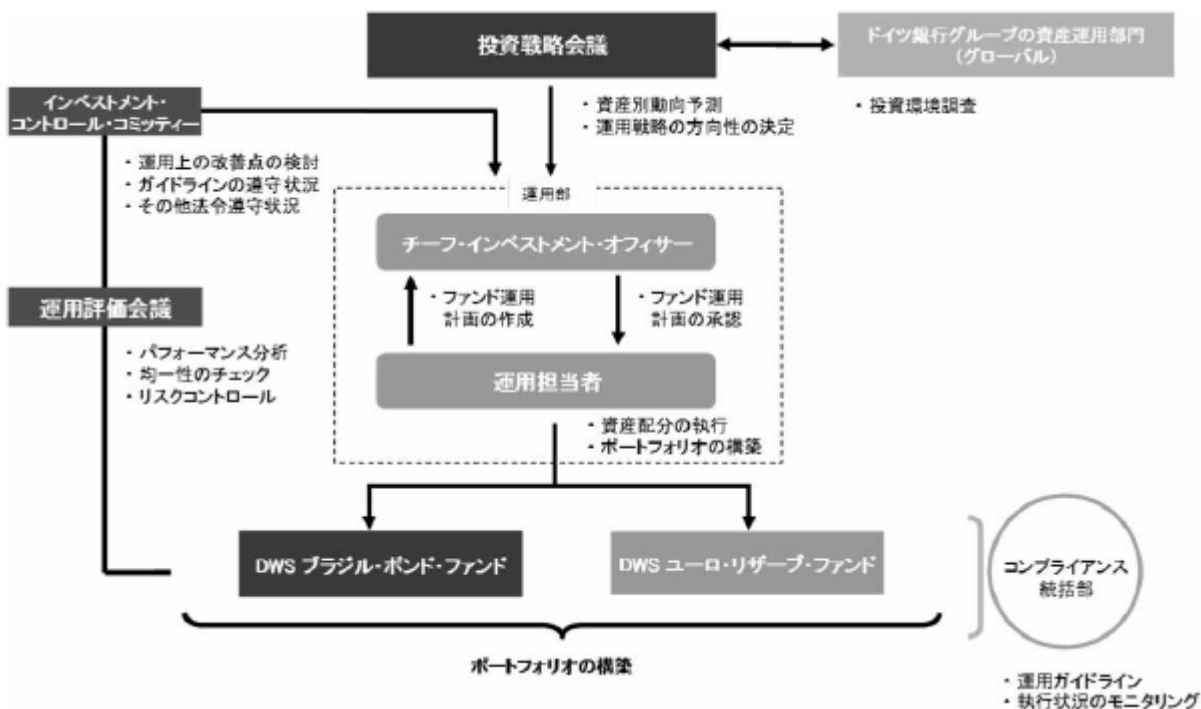 投資戦略会議
ドイツ銀行グループの資産運用部門
(グローバル)
・投資環境調査
・資産別動向予測
・運用戦略の方向性の決定
インベストメント・
コントロール・コミッティー
・運用上の改善点の検討
・ガイドラインの遵守状況
・その他法令遵守状況
運用部
チーフ・インベストメント・オフィサー
・ファンド運用
計画の作成
・ファンド運用
計画の承認
運用評価会議
・パフォーマンス分析
・均一性のチェック
・リスクコントロール
運用担当者
・資産配分の執行
・ポートフォリオの構築
DWS ブラジル・ボンド・ファンド
DWS ユーロ・リザーブ・ファンド
コンプライアンス
統括部
ポートフォリオの構築
・運用ガイドライン
・執行状況のモニタリング